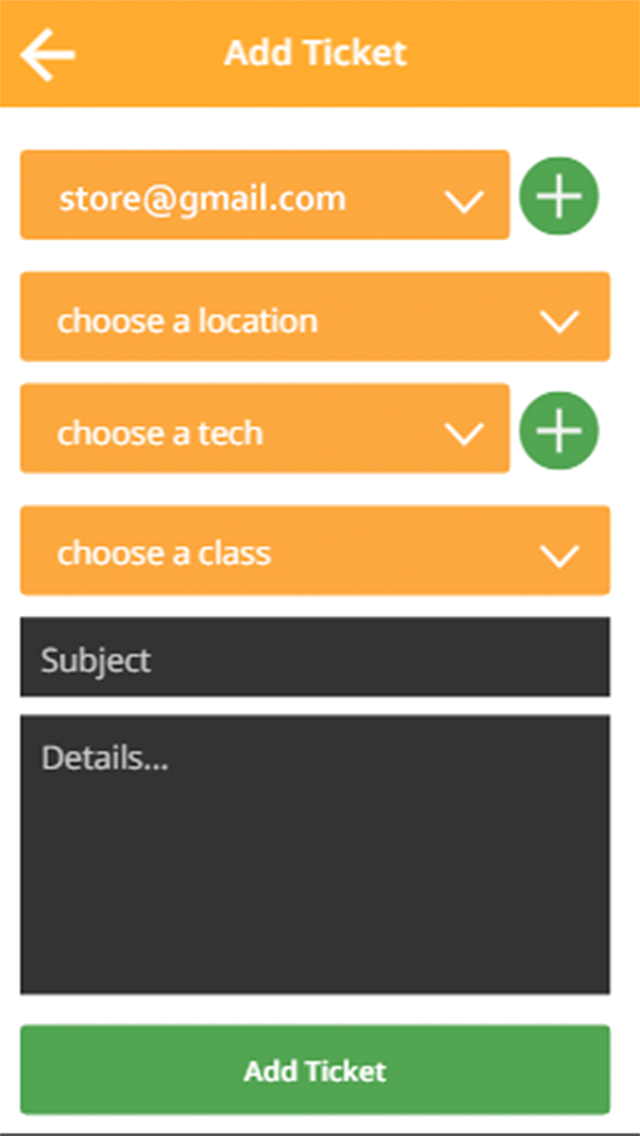 Add Ticket
store@gmail.com
choose a location
choose a tech
choose a class
Subject
Details...
Add Ticket